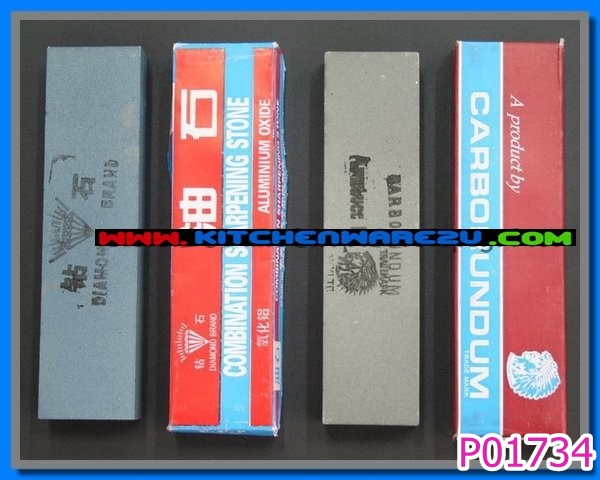 钻石
DIAMOND BRAND
油石
COMBINATION SHARPENING STONE
ALUMINIUM OXIDE
钻石
DIAMOND BRAND
氧化铝
CARBORUNDUM
A product by
CARBORUNDUM
TRADE MARK
WWW.KITCHENWARE2U.COM
P01734